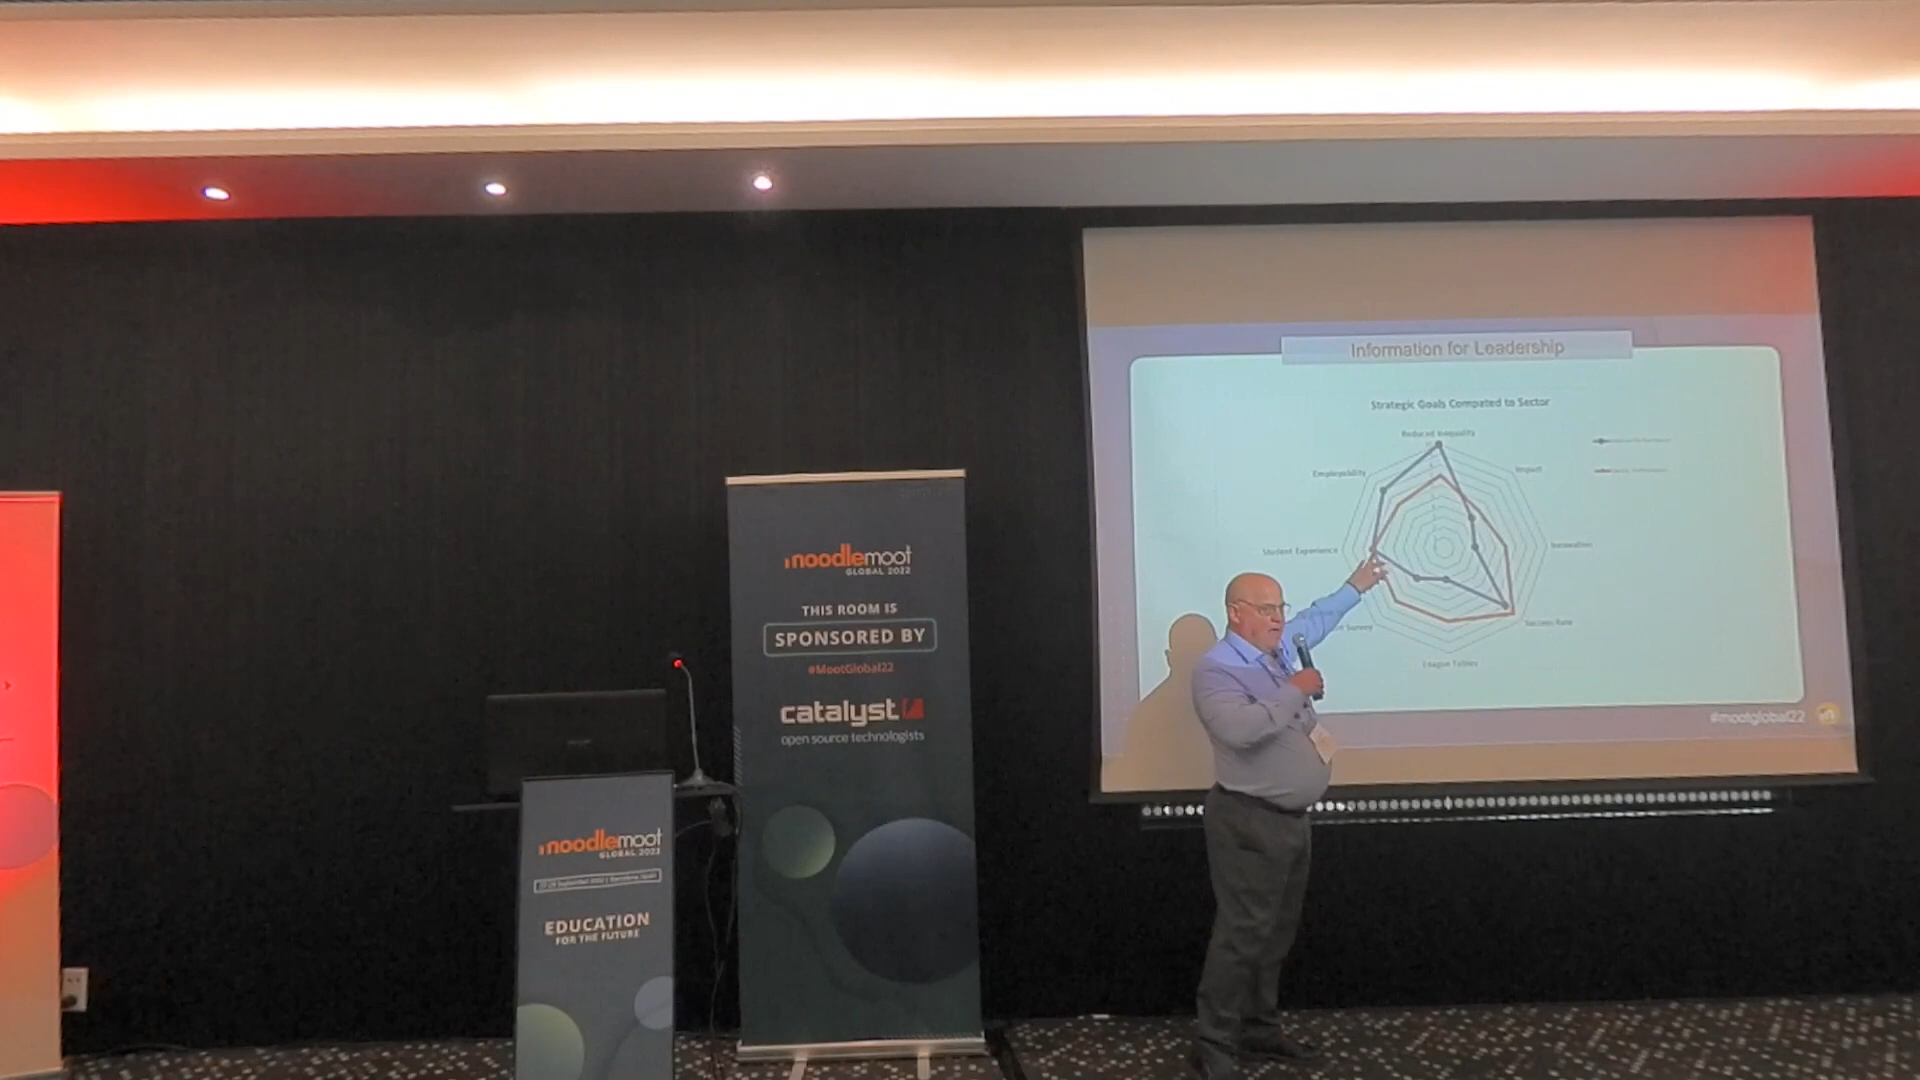 Information for Leadership
Strategic Goals Compated to Sector
Reduced Inequality
Employability
Impact
Student Experience
Innovation
Survey
Success Rate
League Tables
#mootglobal22
moodlemoot
GLOBAL 2022
THIS ROOM IS
SPONSORED BY
#MootGlobal22
catalyst
open source technologists
moodlemoot
GLOBAL 2022
EDUCATION
FOR THE FUTURE